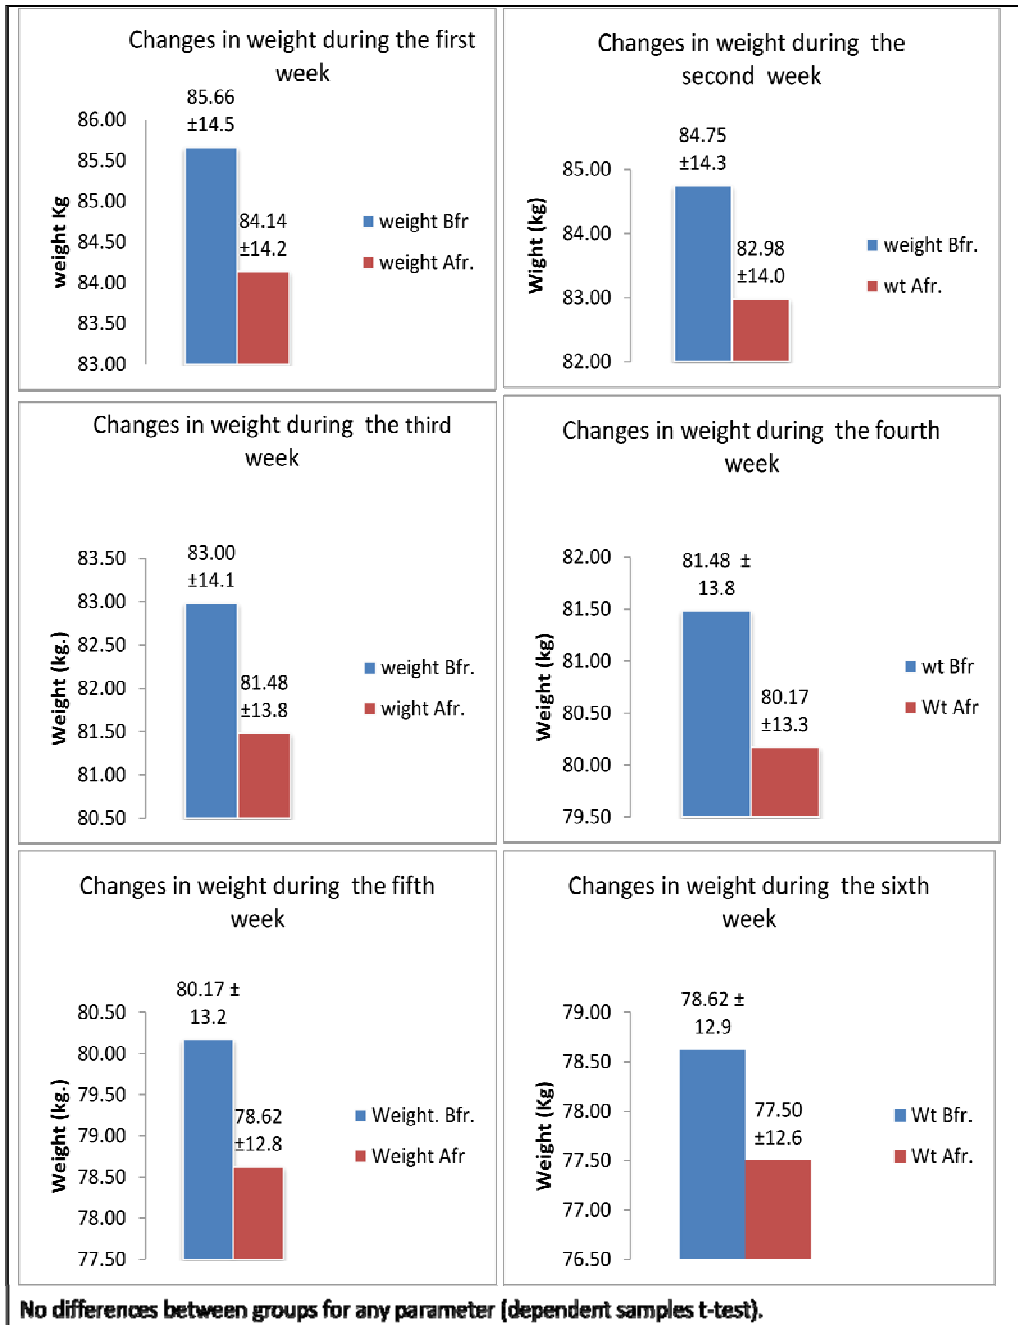 Changes in weight during the first
week
85.66
±14.5
84.14
±14.2
86.00
85.50
85.00
84.50
84.00
83.50
83.00
weight Kg
weight Bfr
weight Afr.
Changes in weight during the
second week
84.75
±14.3
82.98
±14.0
85.00
84.00
83.00
82.00
Wight (kg)
weight Bfr.
wt Afr.
Changes in weight during the third
week
83.00
±14.1
81.48
±13.8
83.50
83.00
82.50
82.00
81.50
81.00
80.50
Weight (kg.)
weight Bfr.
wight Afr.
Changes in weight during the fourth
week
81.48 ±
13.8
80.17
±13.3
82.00
81.50
81.00
80.50
80.00
79.50
Weight (kg)
wt Bfr
Wt Afr
Changes in weight during the fifth
week
80.17 ±
13.2
78.62
±12.8
80.50
80.00
79.50
79.00
78.50
78.00
77.50
Weight (kg.)
Weight. Bfr.
Weight Afr
Changes in weight during the sixth
week
78.62 ±
12.9
77.50
±12.6
79.00
78.50
78.00
77.50
77.00
76.50
Weight (Kg)
Wt Bfr.
Wt Afr.
No differences between groups for any parameter (dependent samples t-test).